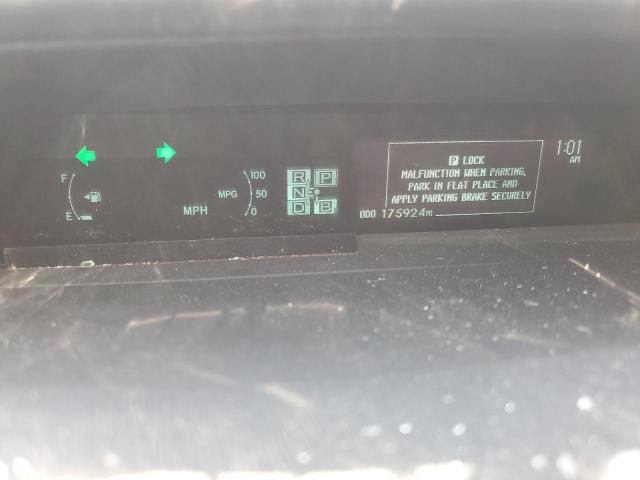 P LOCK
MALFUNCTION WHEN PARKING,
PARK IN FLAT PLACE AND
APPLY PARKING BRAKE SECURELY
1:01
AM
ODO 175924MI
F
E
100
MPG 50
0
MPH
R P
N
D B